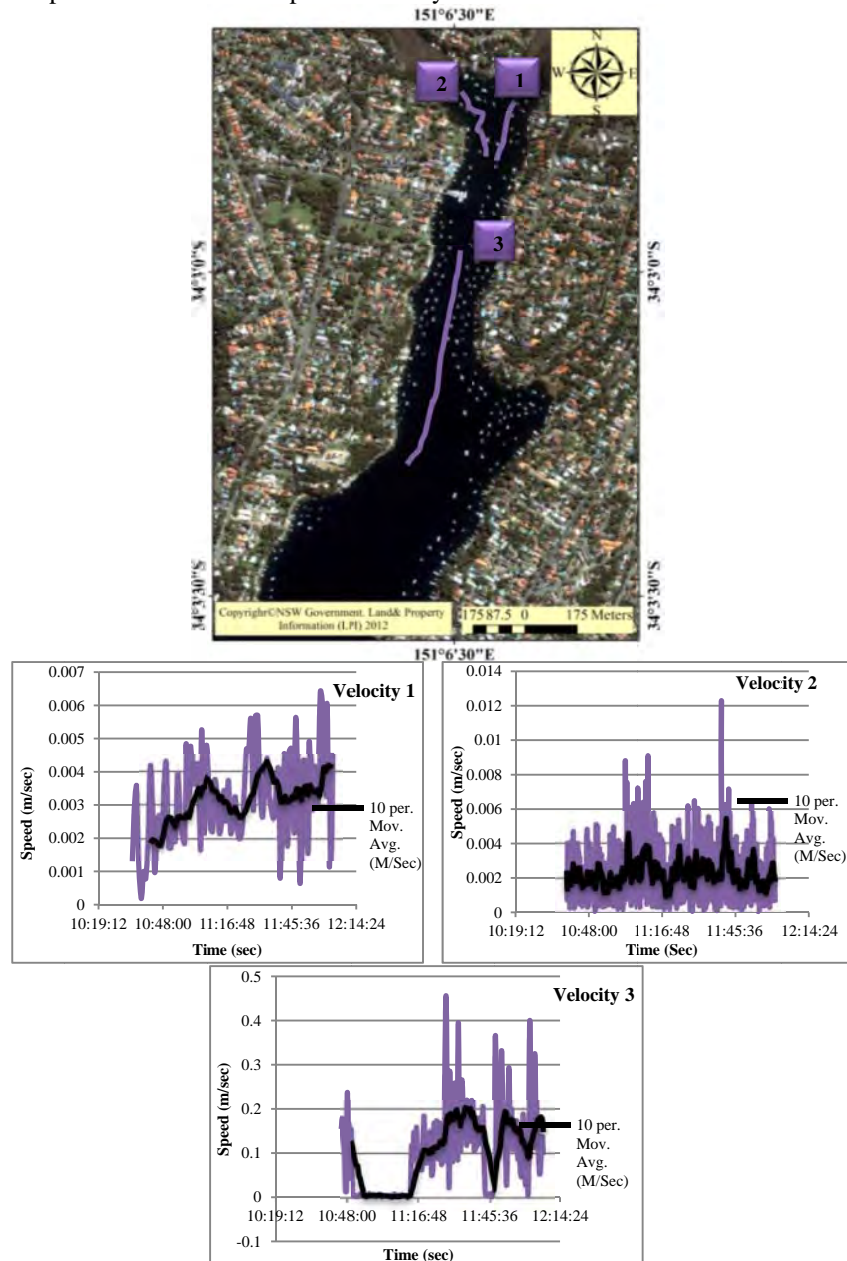 151°6'30"E
N
W E
S
2
1
3
34°3'0"S
34°3'0"S
34°3'30"S
34°3'30"S
Copyright©NSW Government. Land& Property
Information (LPI) 2012
175 87.5 0 175 Meters
151°6'30"E
Velocity 1
0.007
0.006
0.005
0.004
0.003
0.002
0.001
0
Speed (m/sec)
10 per.
Mov.
Avg.
(M/Sec)
10:19:12 10:48:00 11:16:48 11:45:36 12:14:24
Time (sec)
Velocity 2
0.014
0.012
0.01
0.008
0.006
0.004
0.002
0
Speed (m/sec)
10 per.
Mov.
Avg.
(M/Sec)
10:19:12 10:48:00 11:16:48 11:45:36 12:14:24
Time (Sec)
Velocity 3
0.5
0.4
0.3
0.2
0.1
0
-0.1
Speed (m/sec)
10 per.
Mov.
Avg.
(M/Sec)
10:19:12 10:48:00 11:16:48 11:45:36 12:14:24
Time (sec)